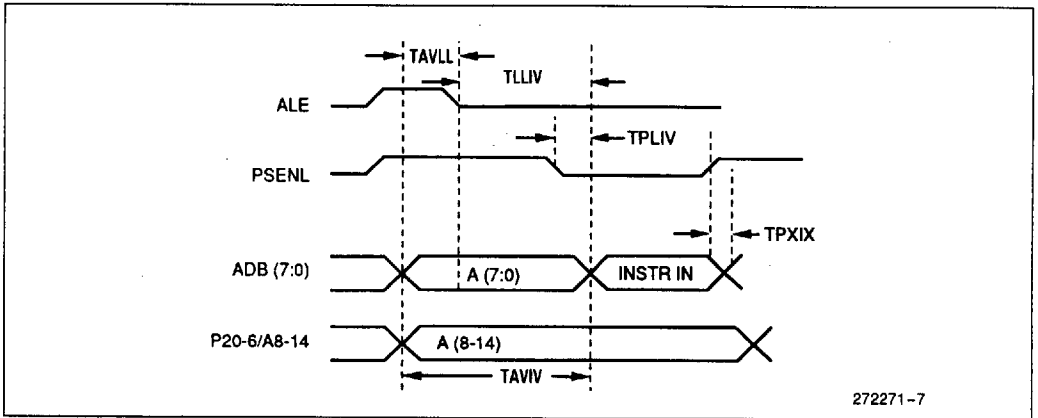 TAVLL
TLLIV
ALE
TPLIV
PSENL
TPXIX
ADB (7:0)
A (7:0)
INSTR IN
P20-6/A8-14
A (8-14)
TAVIV
272271-7